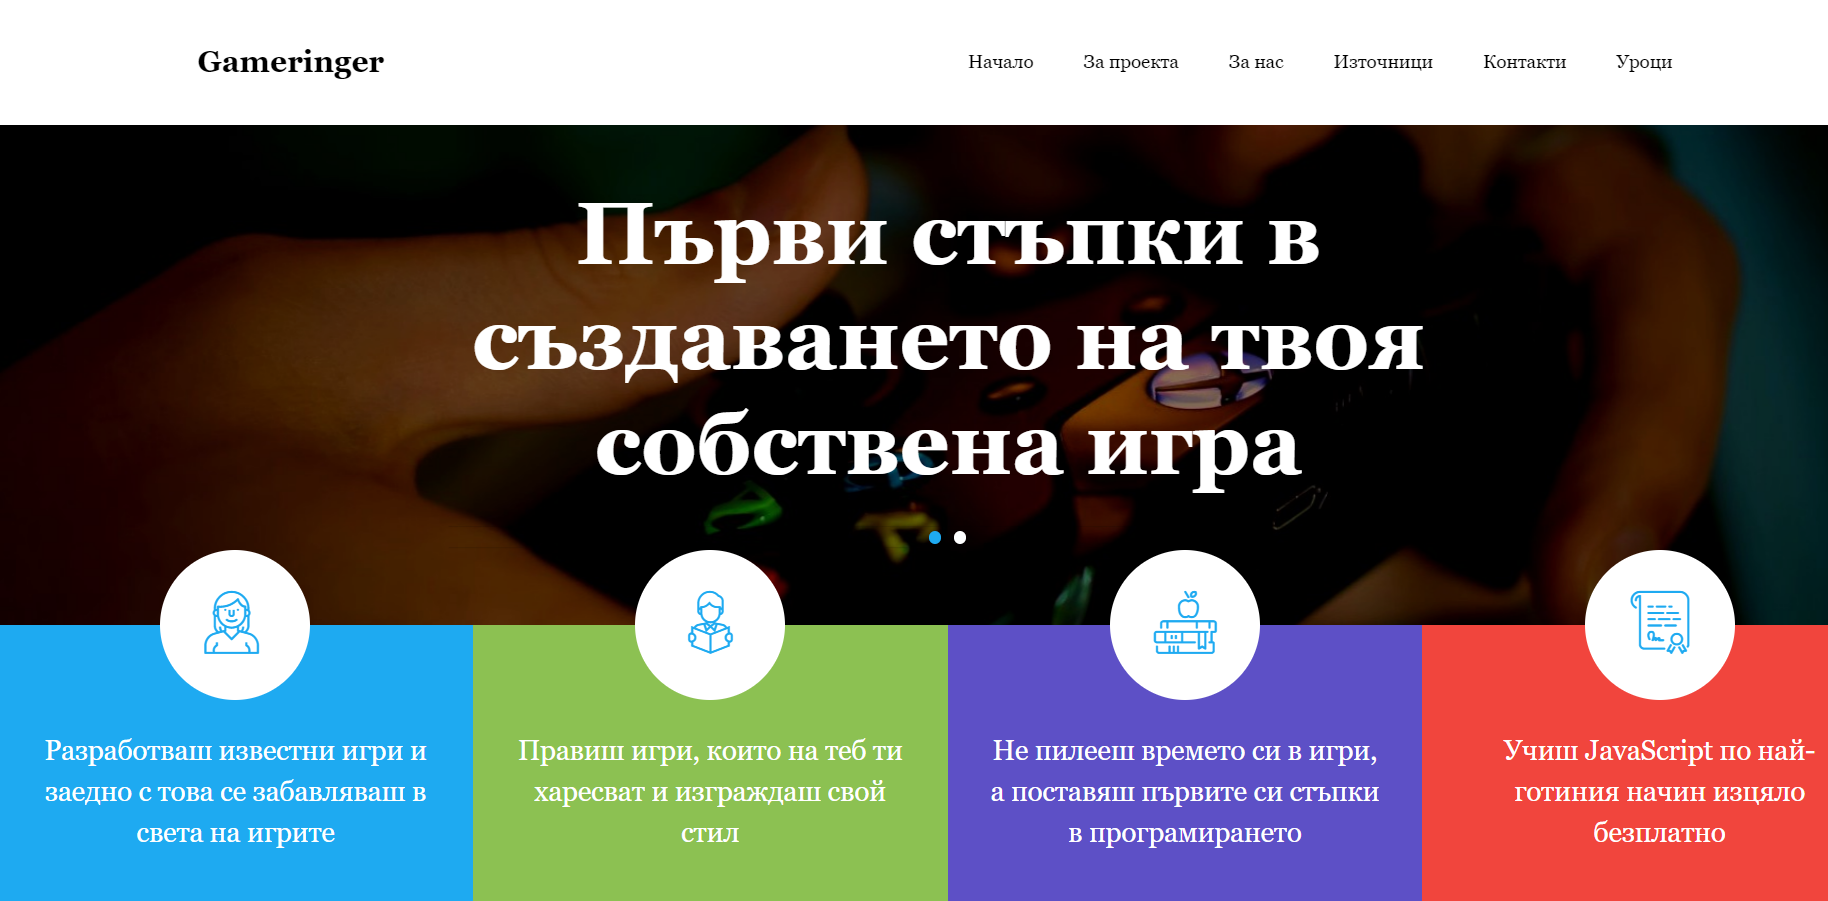 Gameringer
Начало За проекта За нас Източници Контакти Уроци
Първи стъпки в
създаването на твоя
собствена игра
Разработваш известни игри и
заедно с това се забавляваш в
света на игрите
Правиш игри, които на теб ти
харесват и изграждаш свой
стил
Не пилееш времето си в игри,
а поставяш първите си стъпки
в програмирането
Учиш JavaScript по най-
готиния начин изцяло
безплатно